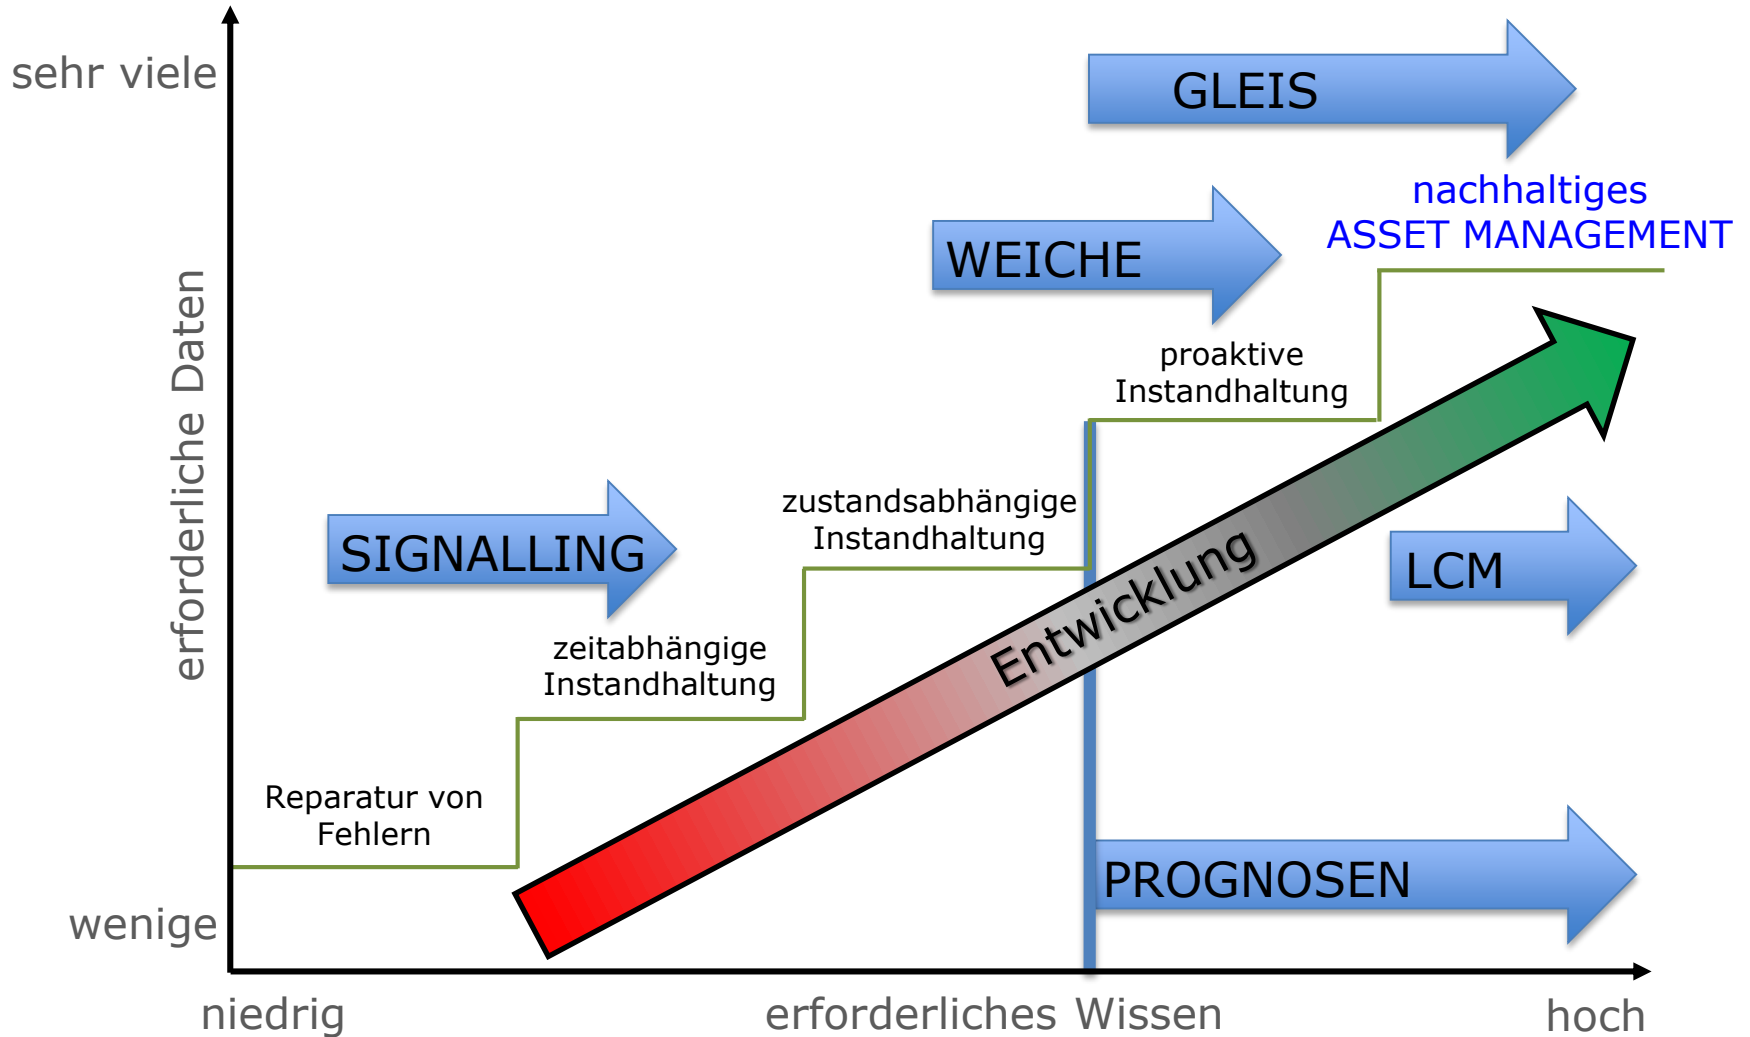 sehr viele
GLEIS
nachhaltiges
ASSET MANAGEMENT
WEICHE
erforderliche Daten
proaktive
Instandhaltung
zustandsabhängige
Instandhaltung
SIGNALLING
Entwicklung
LCM
zeitabhängige
Instandhaltung
Reparatur von
Fehlern
PROGNOSEN
wenige
niedrig
erforderliches Wissen
hoch